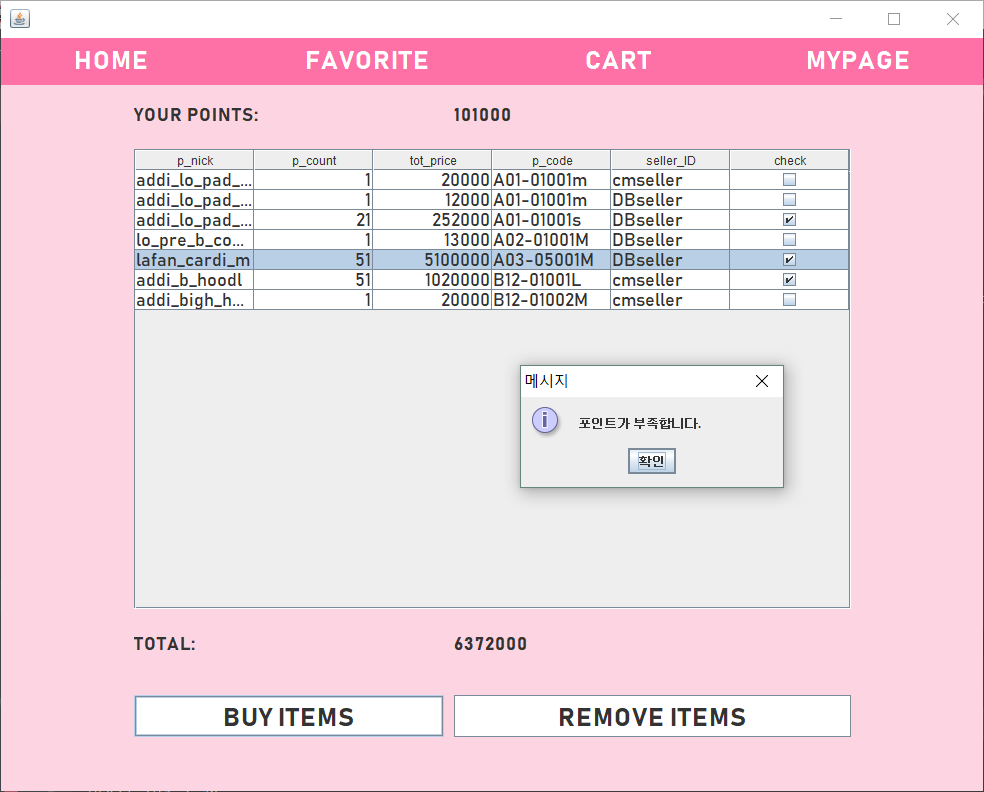 HOME FAVORITE CART MYPAGE
YOUR POINTS: 101000
p_nick p_count tot_price p_code seller_ID check
addi_lo_pad_... 1 20000 A01-01001m cmseller
addi_lo_pad_... 1 12000 A01-01001m DBseller
addi_lo_pad_... 21 252000 A01-01001s DBseller
lo_pre_b_co... 1 13000 A02-01001M DBseller
lafan_cardi_m 51 5100000 A03-05001M DBseller
addi_b_hoodl 51 1020000 B12-01001L cmseller
addi_bigh_h... 1 20000 B12-01002M cmseller
메시지
포인트가 부족합니다.
확인
TOTAL: 6372000
BUY ITEMS REMOVE ITEMS